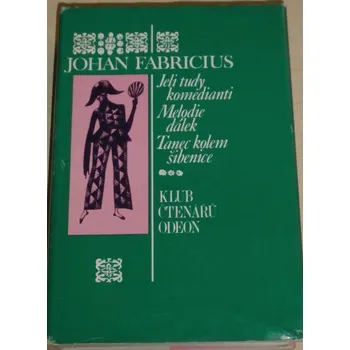 JOHAN FABRICIUS
Jeli tudy
komedianti
Melodie
dálek
Tanec kolem
šibenice
KLUB
ČTENÁŘŮ
ODEON